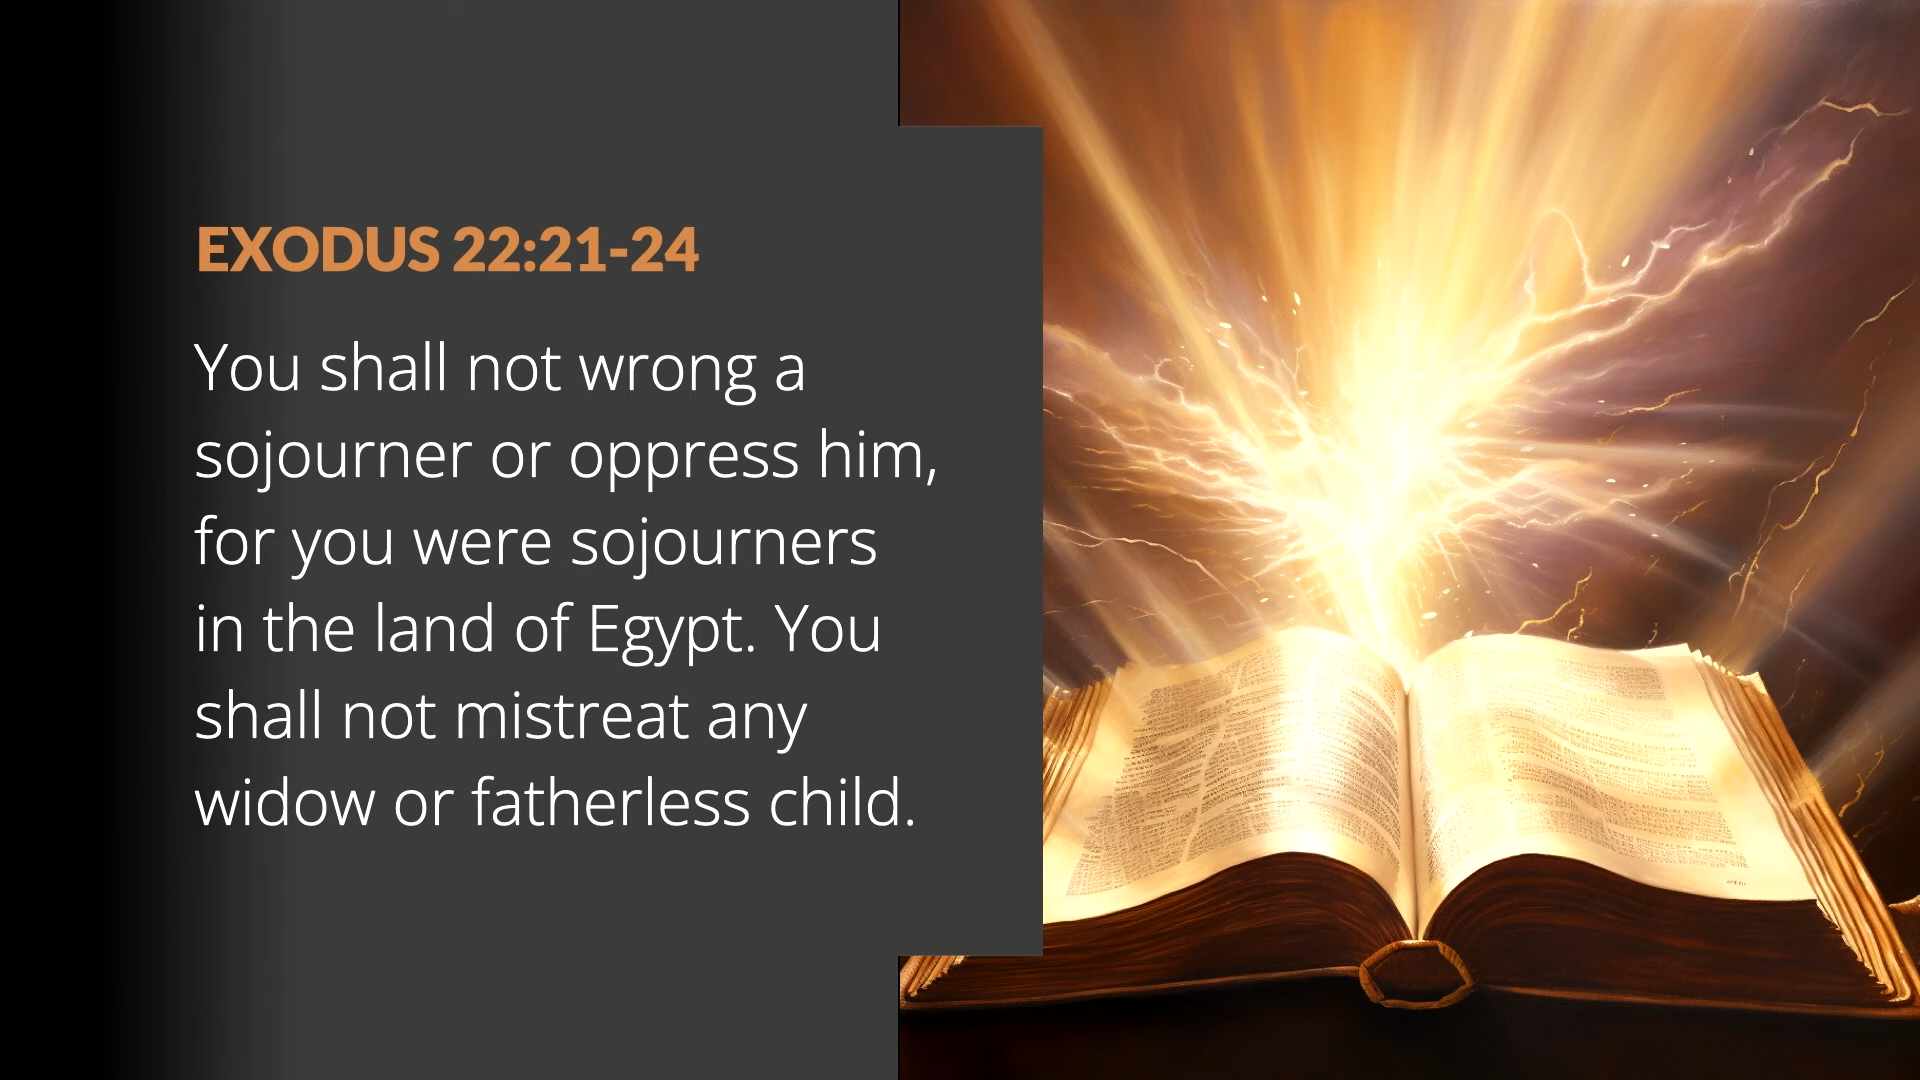 EXODUS 22:21-24
You shall not wrong a
sojourner or oppress him,
for you were sojourners
in the land of Egypt. You
shall not mistreat any
widow or fatherless child.